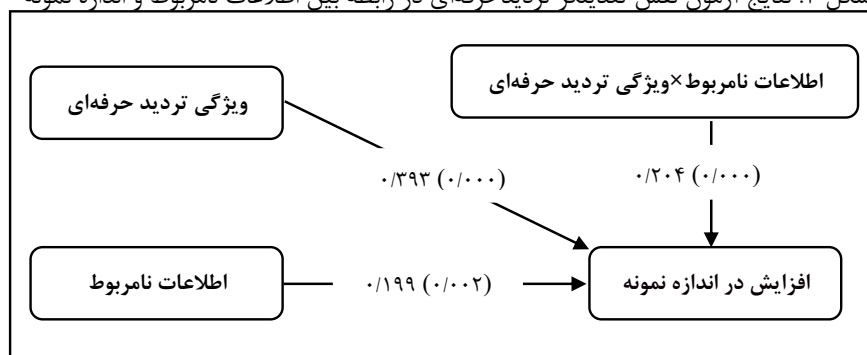 شکل ۲. نتایج آزمون نقش تعدیلگر تردید حرفه‌ای در رابطه بین اطلاعات نامربوط و اندازه نمونه
اطلاعات نامربوط×ویژگی تردید حرفه‌ای
ویژگی تردید حرفه‌ای
۰/۳۹۳ (۰/۰۰۰)
۰/۲۰۴ (۰/۰۰۰)
افزایش در اندازه نمونه
۰/۱۹۹ (۰/۰۰۲)
اطلاعات نامربوط